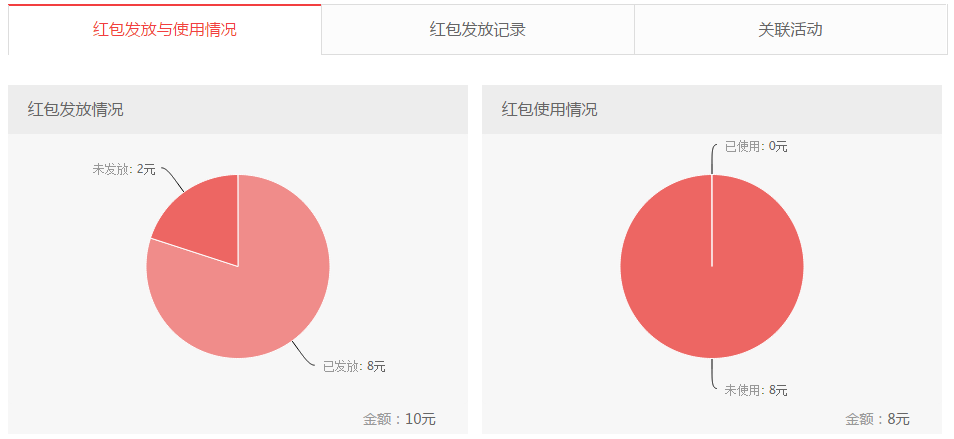 红包发放与使用情况
红包发放记录
关联活动
红包发放情况
未发放: 2元
已发放: 8元
金额：10元
红包使用情况
已使用: 0元
未使用: 8元
金额：8元